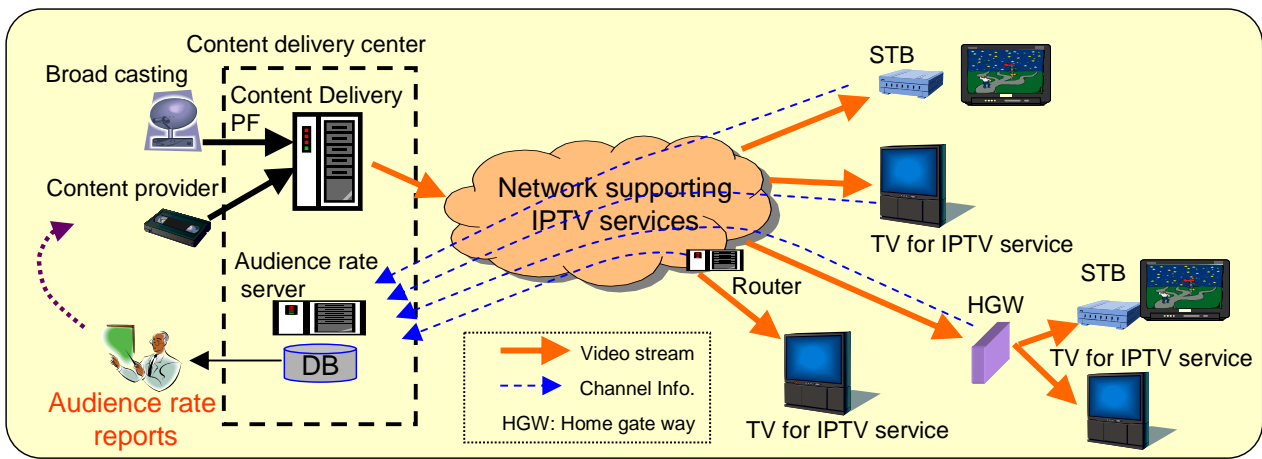 Content delivery center
Broad casting
Content Delivery
PF
Content provider
Audience rate
server
DB
Audience rate
reports
Network supporting
IPTV services
Router
STB
TV for IPTV service
HGW
STB
TV for IPTV service
TV for IPTV service
Video stream
Channel Info.
HGW: Home gate way